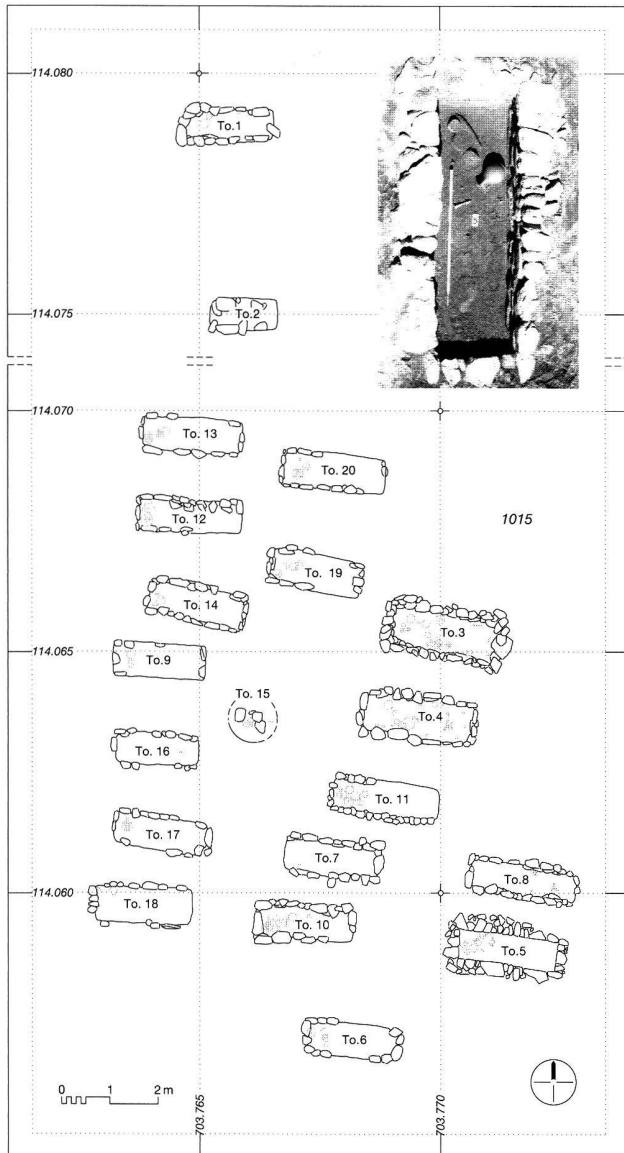 114.080
To.1
To.2
114.075
114.070
To. 13
To. 20
To. 12
1015
To. 19
To. 14
To.3
114.065
To.9
To. 15
To.4
To. 16
To. 11
To. 17
To.7
To.8
114.060
To. 18
To. 10
To.5
To.6
0 1 2 m
703.765
703.770